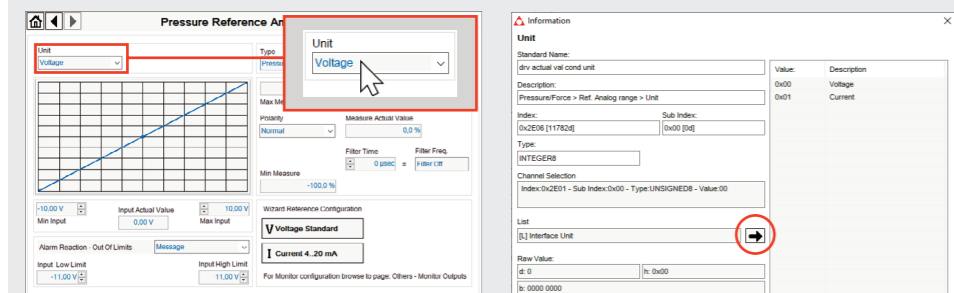 Pressure Reference An
Unit
Voltage
Type
Pressu
Unit
Voltage
Max Me
Polarity
Measure Actual Value
Normal
0,0 %
Filter Time
Filter Freq.
0 µsec
=
Filter Off
Min Measure
-100,0 %
-10,00 V
Input Actual Value
10,00 V
Min Input
0,00 V
Max Input
Wizard Reference Configuration
V Voltage Standard
I Current 4..20 mA
Alarm Reaction - Out Of Limits
Message
Input Low Limit
Input High Limit
-11,00 V
11,00 V
For Monitor configuration browse to page: Others - Monitor Outputs
Information
Unit
Standard Name:
drv actual val cond unit
Description:
Pressure/Force > Ref. Analog range > Unit
Index:
Sub Index:
0x2E06 [11782d]
0x00 [0d]
Type:
INTEGER8
Channel Selection
Index:0x2E01 - Sub Index:0x00 - Type:UNSIGNED8 - Value:00
List
[L] Interface Unit
Raw Value:
d: 0
h: 0x00
b: 0000 0000
Value:
Description
0x00
Voltage
0x01
Current